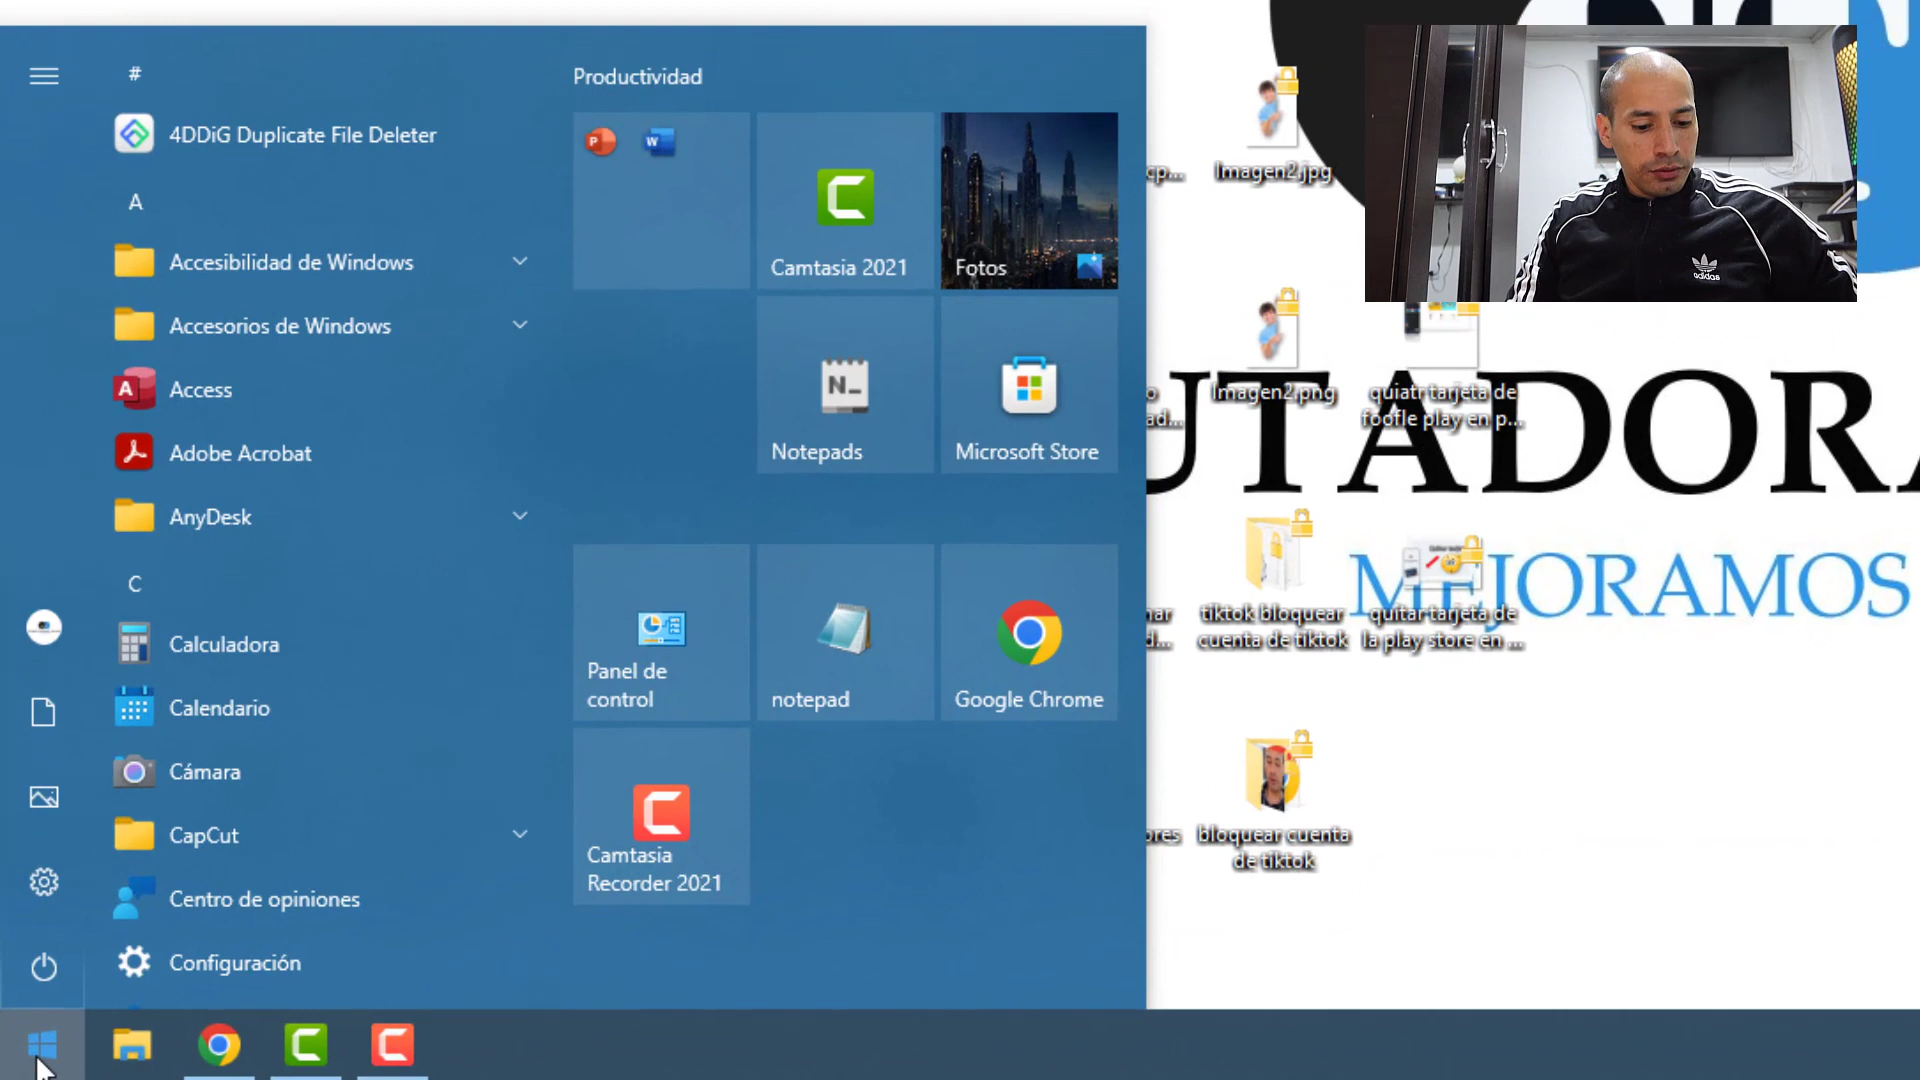 #
4DDiG Duplicate File Deleter
A
Accesibilidad de Windows
Accesorios de Windows
Access
Adobe Acrobat
AnyDesk
C
Calculadora
Calendario
Cámara
CapCut
Centro de opiniones
Configuración
Productividad
Camtasia 2021
Fotos
Notepads
Microsoft Store
Panel de
control
notepad
Google Chrome
Camtasia
Recorder 2021
cp...
Imagen2.jpg
ad...
Imagen2.png
quiatr tarjeta de
foofle play en p...
d...
tiktok bloquear
cuenta de tiktok
quitar tarjeta de
la play store en ...
bloquear cuenta
de tiktok
adidas
UTADORA
MEJORAMOS